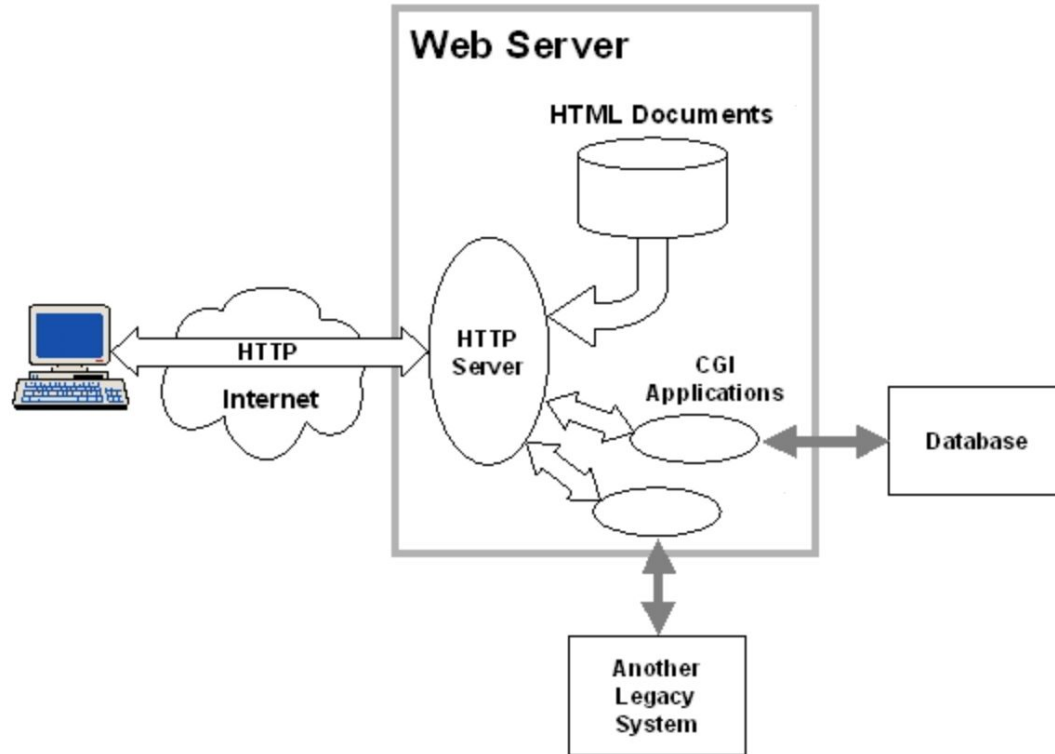 Web Server
HTML Documents
HTTP
Internet
HTTP
Server
CGI
Applications
Database
Another
Legacy
System